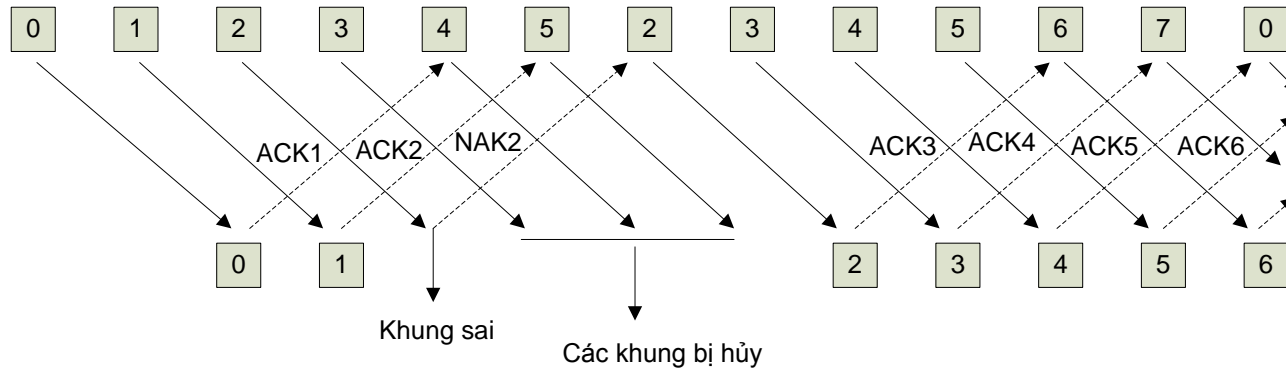 0 1 2 3 4 5 2 3 4 5 6 7 0
ACK1 ACK2 NAK2 ACK3 ACK4 ACK5 ACK6
0 1 2 3 4 5 6
Khung sai
Các khung bị hủy